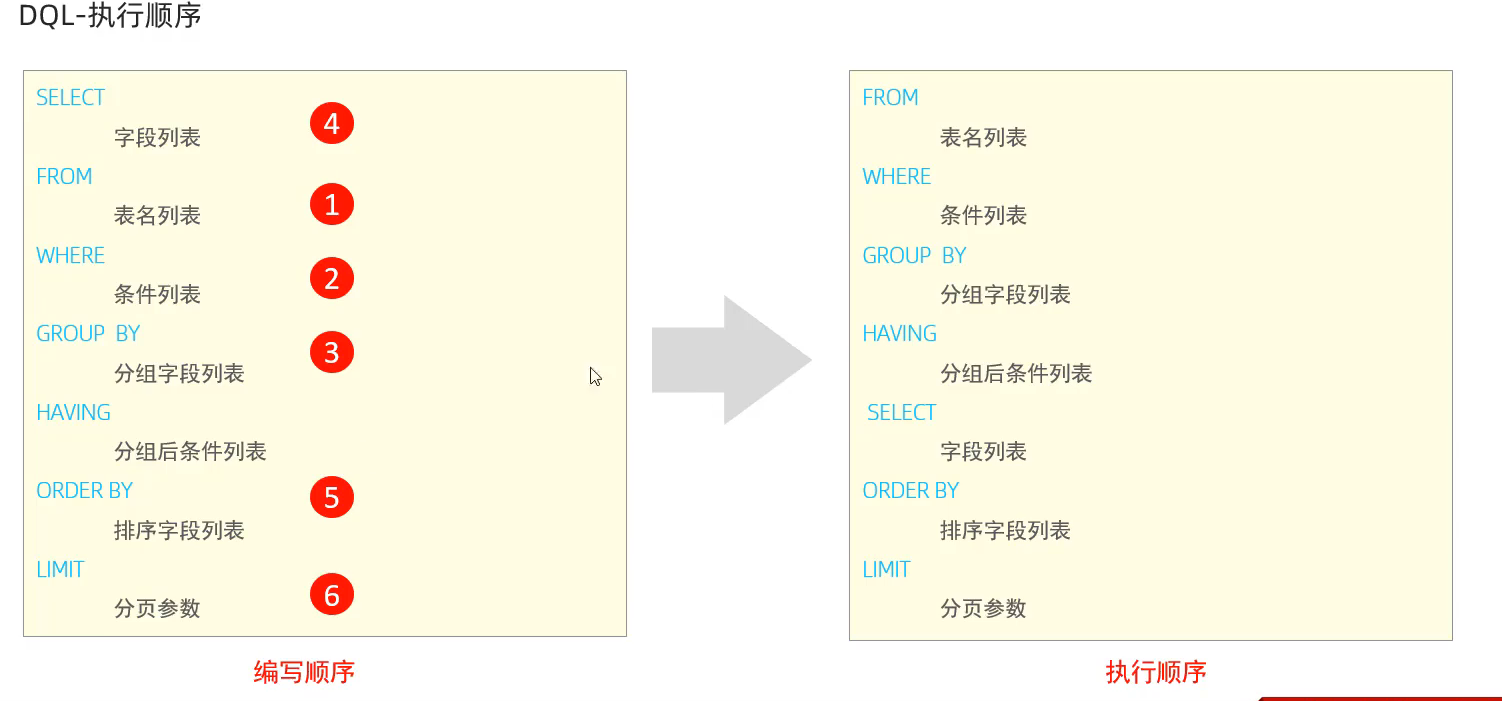 DQL-执行顺序
SELECT
4
字段列表
FROM
1
表名列表
WHERE
2
条件列表
GROUP BY
3
分组字段列表
HAVING
分组后条件列表
ORDER BY
5
排序字段列表
LIMIT
6
分页参数
编写顺序
FROM
表名列表
WHERE
条件列表
GROUP BY
分组字段列表
HAVING
分组后条件列表
SELECT
字段列表
ORDER BY
排序字段列表
LIMIT
分页参数
执行顺序